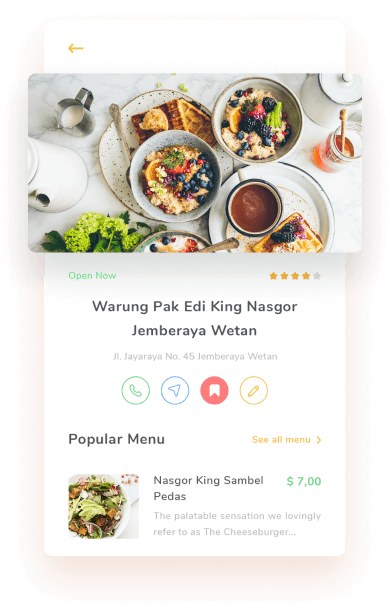 Open Now
Warung Pak Edi King Nasgor
Jemberaya Wetan
Jl. Jayaraya No. 45 Jemberaya Wetan
Popular Menu
See all menu
Nasgor King Sambel
$ 7,00
Pedas
The palatable sensation we lovingly
refer to as The Cheeseburger...